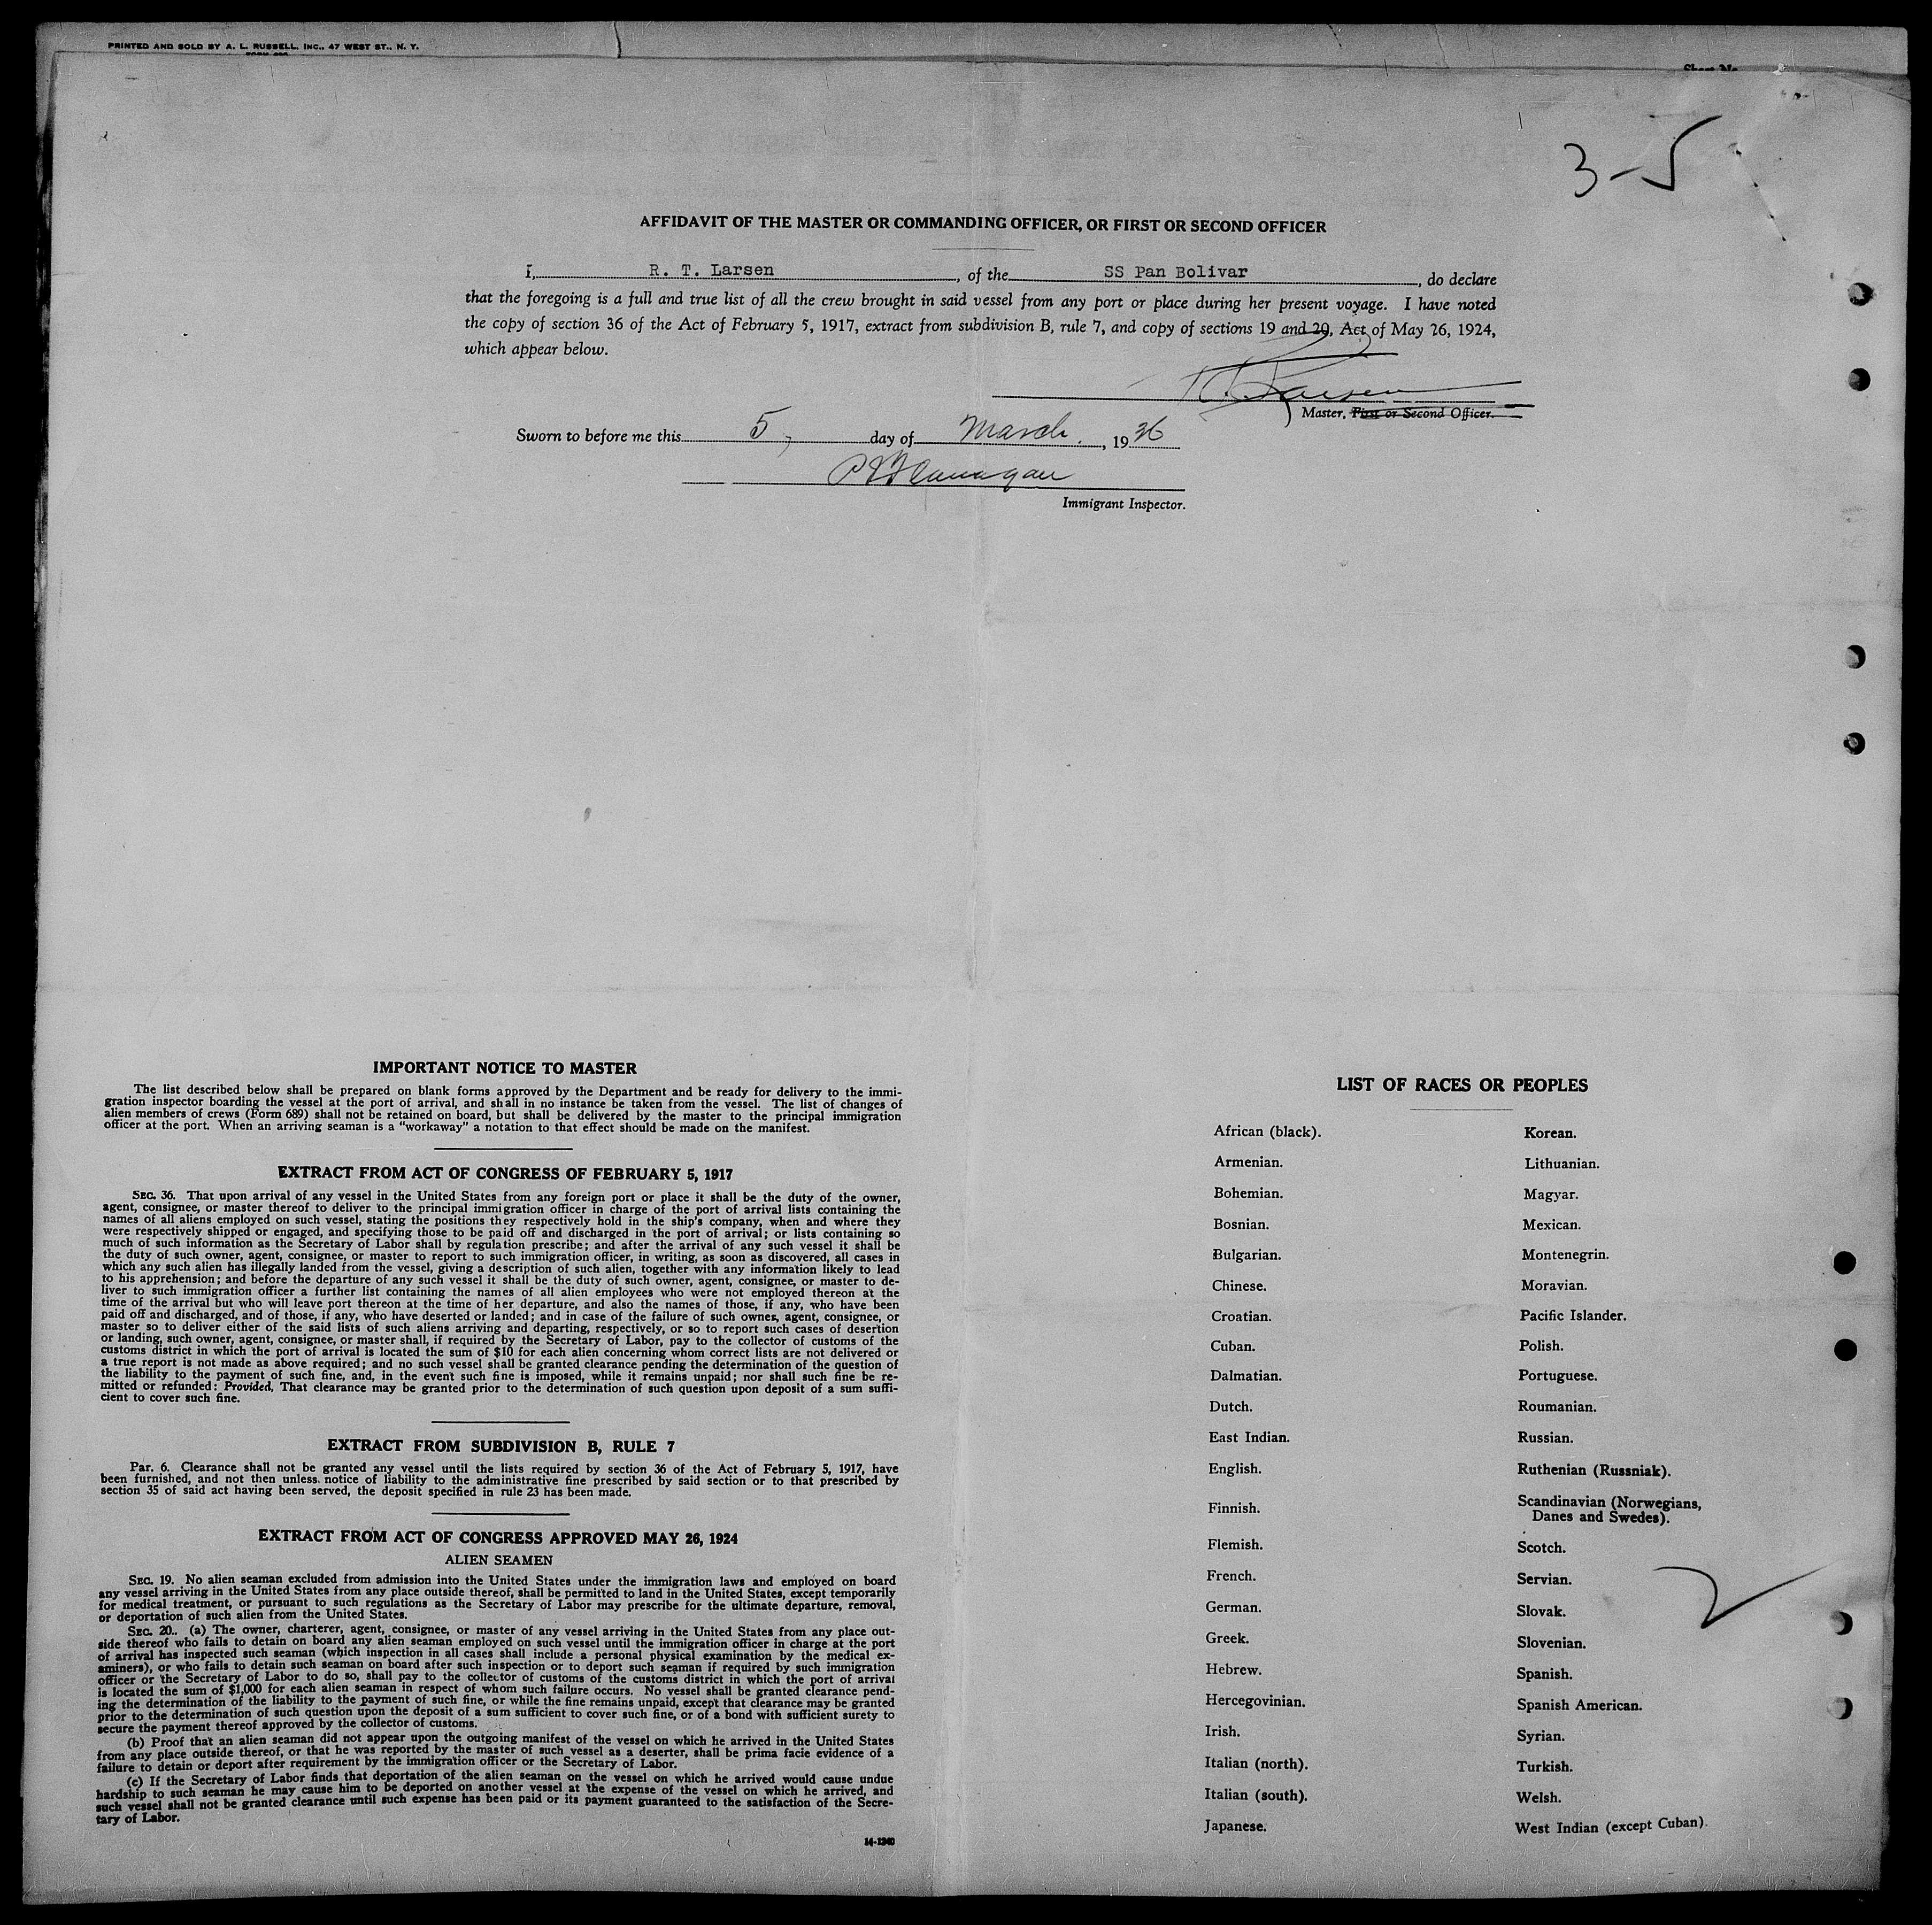 PRINTED AND SOLD BY A. L. RUSSELL, INC., 47 WEST ST., N. Y.
3-5
AFFIDAVIT OF THE MASTER OR COMMANDING OFFICER, OR FIRST OR SECOND OFFICER
I, R. T. Larsen, of the SS Pan Bolivar, do declare
that the foregoing is a full and true list of all the crew brought in said vessel from any port or place during her present voyage. I have noted
the copy of section 36 of the Act of February 5, 1917, extract from subdivision B, rule 7, and copy of sections 19 and 20, Act of May 26, 1924,
which appear below.
R. T. Larsen
Master, First or Second Officer.
Sworn to before me this 5, day of March, 1936
Flanagan
Immigrant Inspector.
IMPORTANT NOTICE TO MASTER
The list described below shall be prepared on blank forms approved by the Department and be ready for delivery to the immi-
gration inspector boarding the vessel at the port of arrival, and shall in no instance be taken from the vessel. The list of changes of
alien members of crews (Form 689) shall not be retained on board, but shall be delivered by the master to the principal immigration
officer at the port. When an arriving seaman is a "workaway" a notation to that effect should be made on the manifest.
EXTRACT FROM ACT OF CONGRESS OF FEBRUARY 5, 1917
SEC. 36. That upon arrival of any vessel in the United States from any foreign port or place it shall be the duty of the owner,
agent, consignee, or master thereof to deliver to the principal immigration officer in charge of the port of arrival lists containing the
names of all aliens employed on such vessel, stating the positions they respectively hold in the ship's company, when and where they
were respectively shipped or engaged, and specifying those to be paid off and discharged in the port of arrival; or lists containing so
much of such information as the Secretary of Labor shall by regulation prescribe; and after the arrival of any such vessel it shall be
the duty of such owner, agent, consignee, or master to report to such immigration officer, in writing, as soon as discovered, all cases in
which any such alien has illegally landed from the vessel, giving a description of such alien, together with any information likely to lead
to his apprehension; and before the departure of any such vessel it shall be the duty of such owner, agent, consignee, or master to de-
liver to such immigration officer a further list containing the names of all alien employees who were not employed thereon at the
time of the arrival but who will leave port thereon at the time of her departure, and also the names of those, if any, who have been
paid off and discharged, and of those, if any, who have deserted or landed; and in case of the failure of such owner, agent, consignee, or
master so to deliver either of the said lists of such aliens arriving and departing, respectively, or so to report such cases of desertion
or landing, such owner, agent, consignee, or master shall, if required by the Secretary of Labor, pay to the collector of customs of the
customs district in which the port of arrival is located the sum of $10 for each alien concerning whom correct lists are not delivered or
a true report is not made as above required; and no such vessel shall be granted clearance pending the determination of the question of
the liability to the payment of such fine, and, in the event such fine is imposed, while it remains unpaid; nor shall such fine be re-
mitted or refunded: Provided, That clearance may be granted prior to the determination of such question upon deposit of a sum suffi-
cient to cover such fine.
EXTRACT FROM SUBDIVISION B, RULE 7
Par. 6. Clearance shall not be granted any vessel until the lists required by section 36 of the Act of February 5, 1917, have
been furnished, and not then unless notice of liability to the administrative fine prescribed by said section or to that prescribed by
section 35 of said act having been served, the deposit specified in rule 23 has been made.
EXTRACT FROM ACT OF CONGRESS APPROVED MAY 26, 1924
ALIEN SEAMEN
SEC. 19. No alien seaman excluded from admission into the United States under the immigration laws and employed on board
any vessel arriving in the United States from any place outside thereof, shall be permitted to land in the United States, except temporarily
for medical treatment, or pursuant to such regulations as the Secretary of Labor may prescribe for the ultimate departure, removal,
or deportation of such alien from the United States.
SEC. 20. (a) The owner, charterer, agent, consignee, or master of any vessel arriving in the United States from any place out-
side thereof who fails to detain on board any alien seaman employed on such vessel until the immigration officer in charge at the port
of arrival has inspected such seaman (which inspection in all cases shall include a personal physical examination by the medical ex-
aminers), or who fails to detain such seaman on board after such inspection or to deport such seaman if required by such immigration
officer or the Secretary of Labor to do so, shall pay to the collector of customs of the customs district in which the port of arrival
is located the sum of $1,000 for each alien seaman in respect of whom such failure occurs. No vessel shall be granted clearance pend-
ing the determination of the liability to the payment of such fine, or while the fine remains unpaid, except that clearance may be granted
prior to the determination of such question upon the deposit of a sum sufficient to cover such fine, or of a bond with sufficient surety to
secure the payment thereof approved by the collector of customs.
(b) Proof that an alien seaman did not appear upon the outgoing manifest of the vessel on which he arrived in the United States
from any place outside thereof, or that he was reported by the master of such vessel as a deserter, shall be prima facie evidence of a
failure to detain or deport after requirement by the immigration officer or the Secretary of Labor.
(c) If the Secretary of Labor finds that deportation of the alien seaman on the vessel on which he arrived would cause undue
hardship to such seaman he may cause him to be deported on another vessel at the expense of the vessel on which he arrived, and
such vessel shall not be granted clearance until such expense has been paid or its payment guaranteed to the satisfaction of the Secre-
tary of Labor.
14-1240
LIST OF RACES OR PEOPLES
African (black).
Armenian.
Bohemian.
Bosnian.
Bulgarian.
Chinese.
Croatian.
Cuban.
Dalmatian.
Dutch.
East Indian.
English.
Finnish.
Flemish.
French.
German.
Greek.
Hebrew.
Hercegovinian.
Irish.
Italian (north).
Italian (south).
Japanese.
Korean.
Lithuanian.
Magyar.
Mexican.
Montenegrin.
Moravian.
Pacific Islander.
Polish.
Portuguese.
Roumanian.
Russian.
Ruthenian (Russniak).
Scandinavian (Norwegians,
Danes and Swedes).
Scotch.
Servian.
Slovak.
Slovenian.
Spanish.
Spanish American.
Syrian.
Turkish.
Welsh.
West Indian (except Cuban).